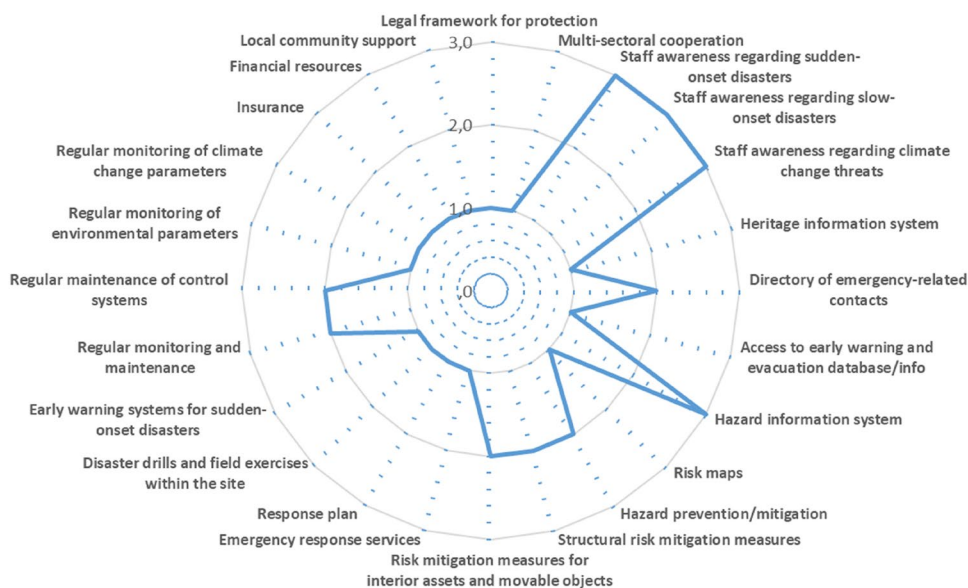 Legal framework for protection
Local community support
3,0
Multi-sectoral cooperation
Financial resources
Staff awareness regarding sudden-
onset disasters
Insurance
Staff awareness regarding slow-
onset disasters
2,0
Regular monitoring of climate
change parameters
Staff awareness regarding climate
change threats
Regular monitoring of
environmental parameters
1,0
Heritage information system
Regular maintenance of control
systems
,0
Directory of emergency-related
contacts
Regular monitoring and
maintenance
Access to early warning and
evacuation database/info
Early warning systems for sudden-
onset disasters
Hazard information system
Disaster drills and field exercises
within the site
Risk maps
Response plan
Hazard prevention/mitigation
Emergency response services
Structural risk mitigation measures
Risk mitigation measures for
interior assets and movable objects